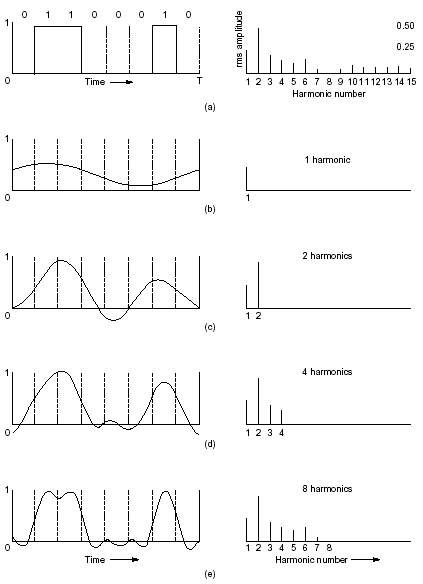 0 1 1 0 0 0 1 0
1
0
Time
T
rms amplitude
0.50
0.25
1 2 3 4 5 6 7 8 9 10 11 12 13 14 15
Harmonic number
(a)
1
0
1 harmonic
1
(b)
1
0
2 harmonics
1 2
(c)
1
0
4 harmonics
1 2 3 4
(d)
1
0
Time
8 harmonics
1 2 3 4 5 6 7 8
Harmonic number
(e)